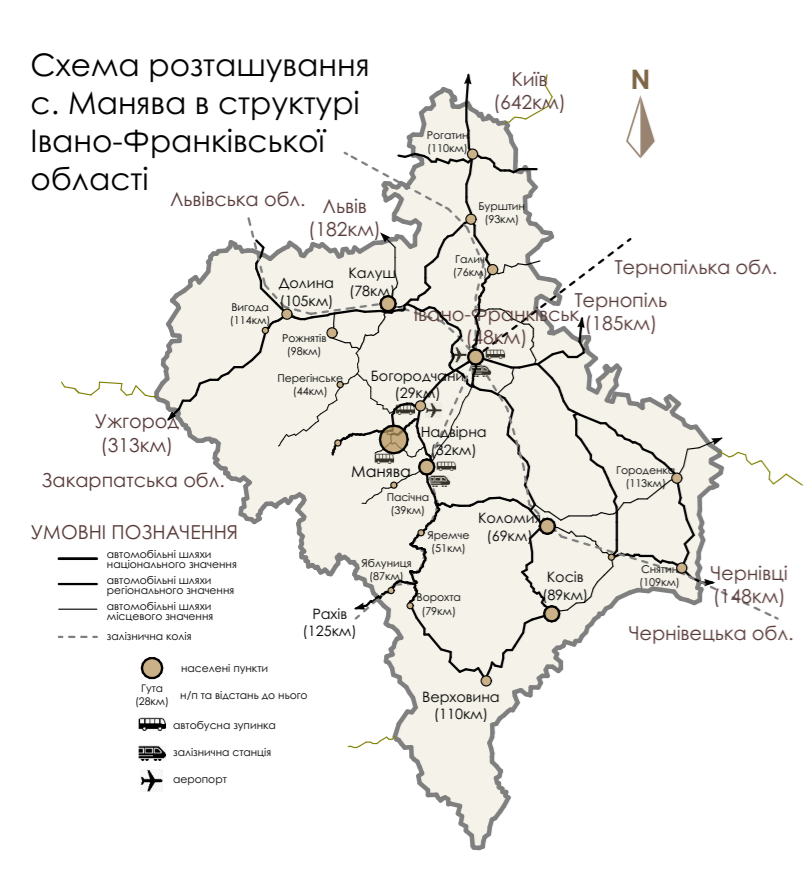 Схема розташування
с. Манява в структурі
Івано-Франківської
області
N
Київ
(642км)
Рогатин
(110км)
Львівська обл.
Львів
(182км)
Бурштин
(93км)
Галич
(76км)
Тернопілька обл.
Долина
(105км)
Калуш
(78км)
Тернопіль
(185км)
Вигода
(114км)
Івано-Франківськ
(48км)
Рожнятів
(98км)
Перегінське
(44км)
Богородчани
(29км)
Ужгород
(313км)
Надвірна
(32км)
Манява
Закарпатська обл.
Городенка
(113км)
Пасічна
(39км)
УМОВНІ ПОЗНАЧЕННЯ
автомобільні шляхи
національного значення
автомобільні шляхи
регіонального значення
автомобільні шляхи
місцевого значення
залізнична колія
Коломия
(69км)
Яремче
(51км)
Яблуниця
(87км)
Косів
(89км)
Снятин
(109км)
Чернівці
(148км)
Ворохта
(79км)
Рахів
(125км)
Чернівецька обл.
населені пункти
Гута
(28км)
н/п та відстань до нього
Верховина
(110км)
автобусна зупинка
залізнична станція
аеропорт